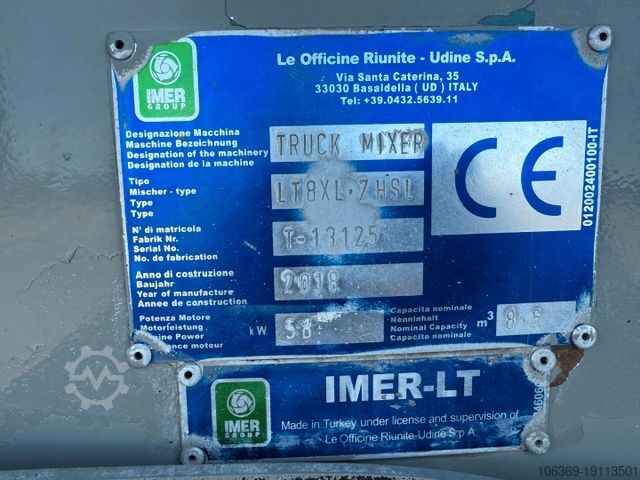 IMER
GROUP
Le Officine Riunite - Udine S.p.A.
Via Santa Caterina, 35
33030 Basaldella ( UD ) ITALY
Tel: +39.0432.5639.11
Designazione Macchina
Maschine Bezeichnung
Designation of the machinery
Designation de la machine
TRUCK MIXER
Tipo
Mischer - type
Type
Type
LT8XL 7HSL
N° di matricola
Fabrik Nr.
Serial No.
No. de fabrication
T-13125
Anno di costruzione
Baujahr
Year of manufacture
Annee de construction
2018
Potenza Motore
Motorleistung
Engine Power
moteur
kW
58
Capacita nominale
Nenninhalt
Nominal Capacity
Capacite nominale
m³
8.5
CE
012002400100-IT
IMER
GROUP
IMER-LT
Made in Turkey under license and supervision of
Le Officine Riunite-Udine S.p.A.
106369-19113501